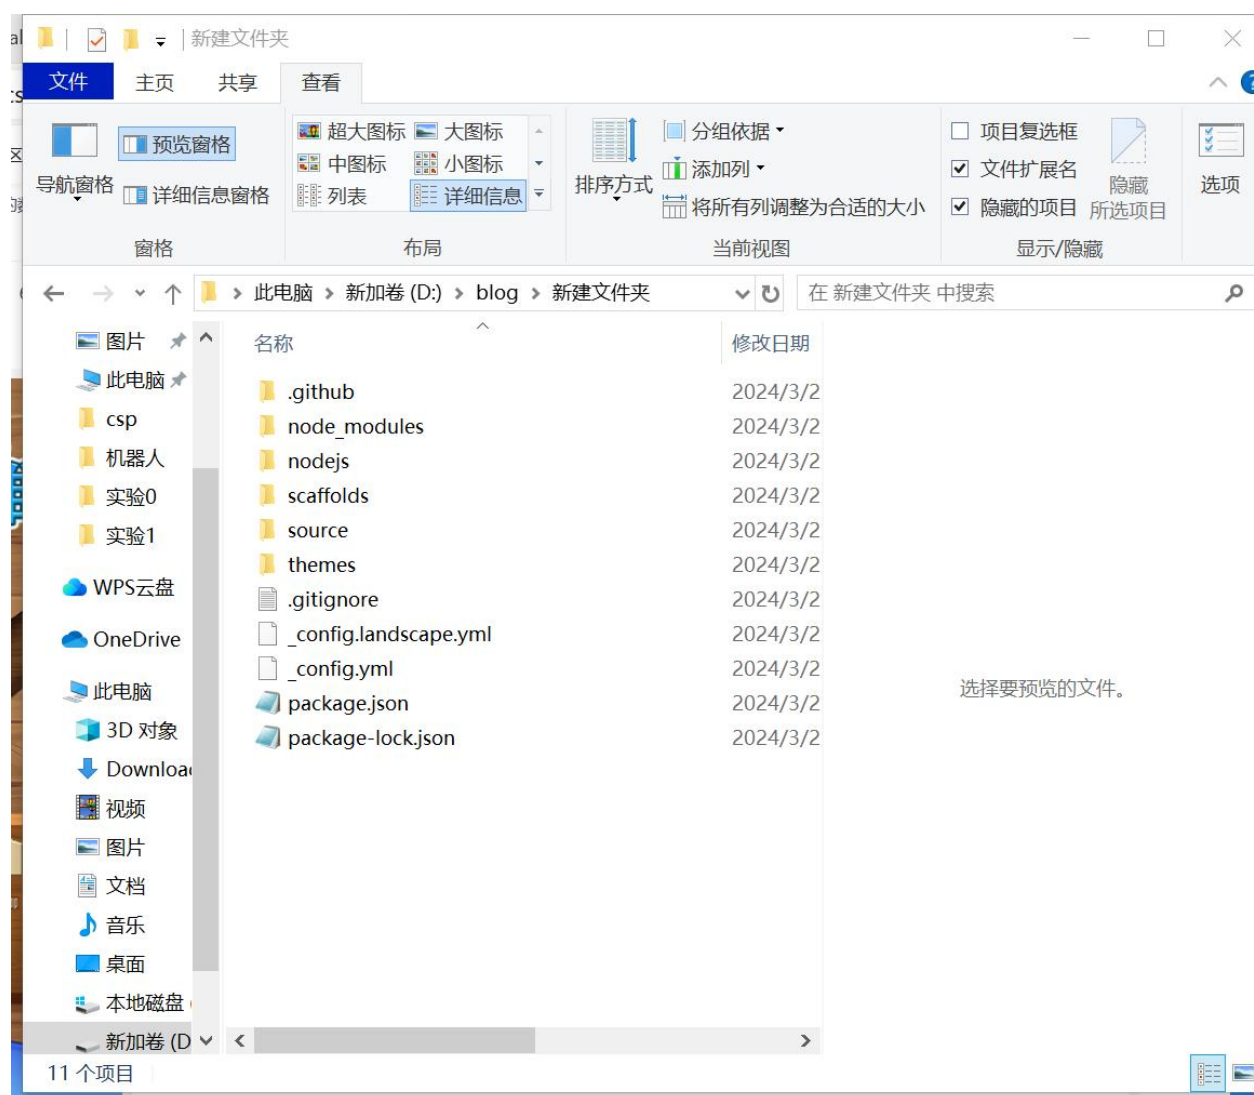 新建文件夹
文件 主页 共享 查看
预览窗格 超大图标 大图标 分组依据 项目复选框
中图标 小图标 添加列 文件扩展名
导航窗格 详细信息窗格 列表 详细信息 排序方式 将所有列调整为合适的大小 隐藏的项目 隐藏所选项目 选项
窗格 布局 当前视图 显示/隐藏
此电脑 新加卷 (D:) blog 新建文件夹 在 新建文件夹 中搜索
名称 修改日期
图片
此电脑
csp
机器人
实验0
实验1
WPS云盘
OneDrive
此电脑
3D 对象
Downloa
视频
图片
文档
音乐
桌面
本地磁盘
新加卷 (D
.github 2024/3/2
node_modules 2024/3/2
nodejs 2024/3/2
scaffolds 2024/3/2
source 2024/3/2
themes 2024/3/2
.gitignore 2024/3/2
_config.landscape.yml 2024/3/2
_config.yml 2024/3/2
package.json 2024/3/2
package-lock.json 2024/3/2
选择要预览的文件。
11 个项目